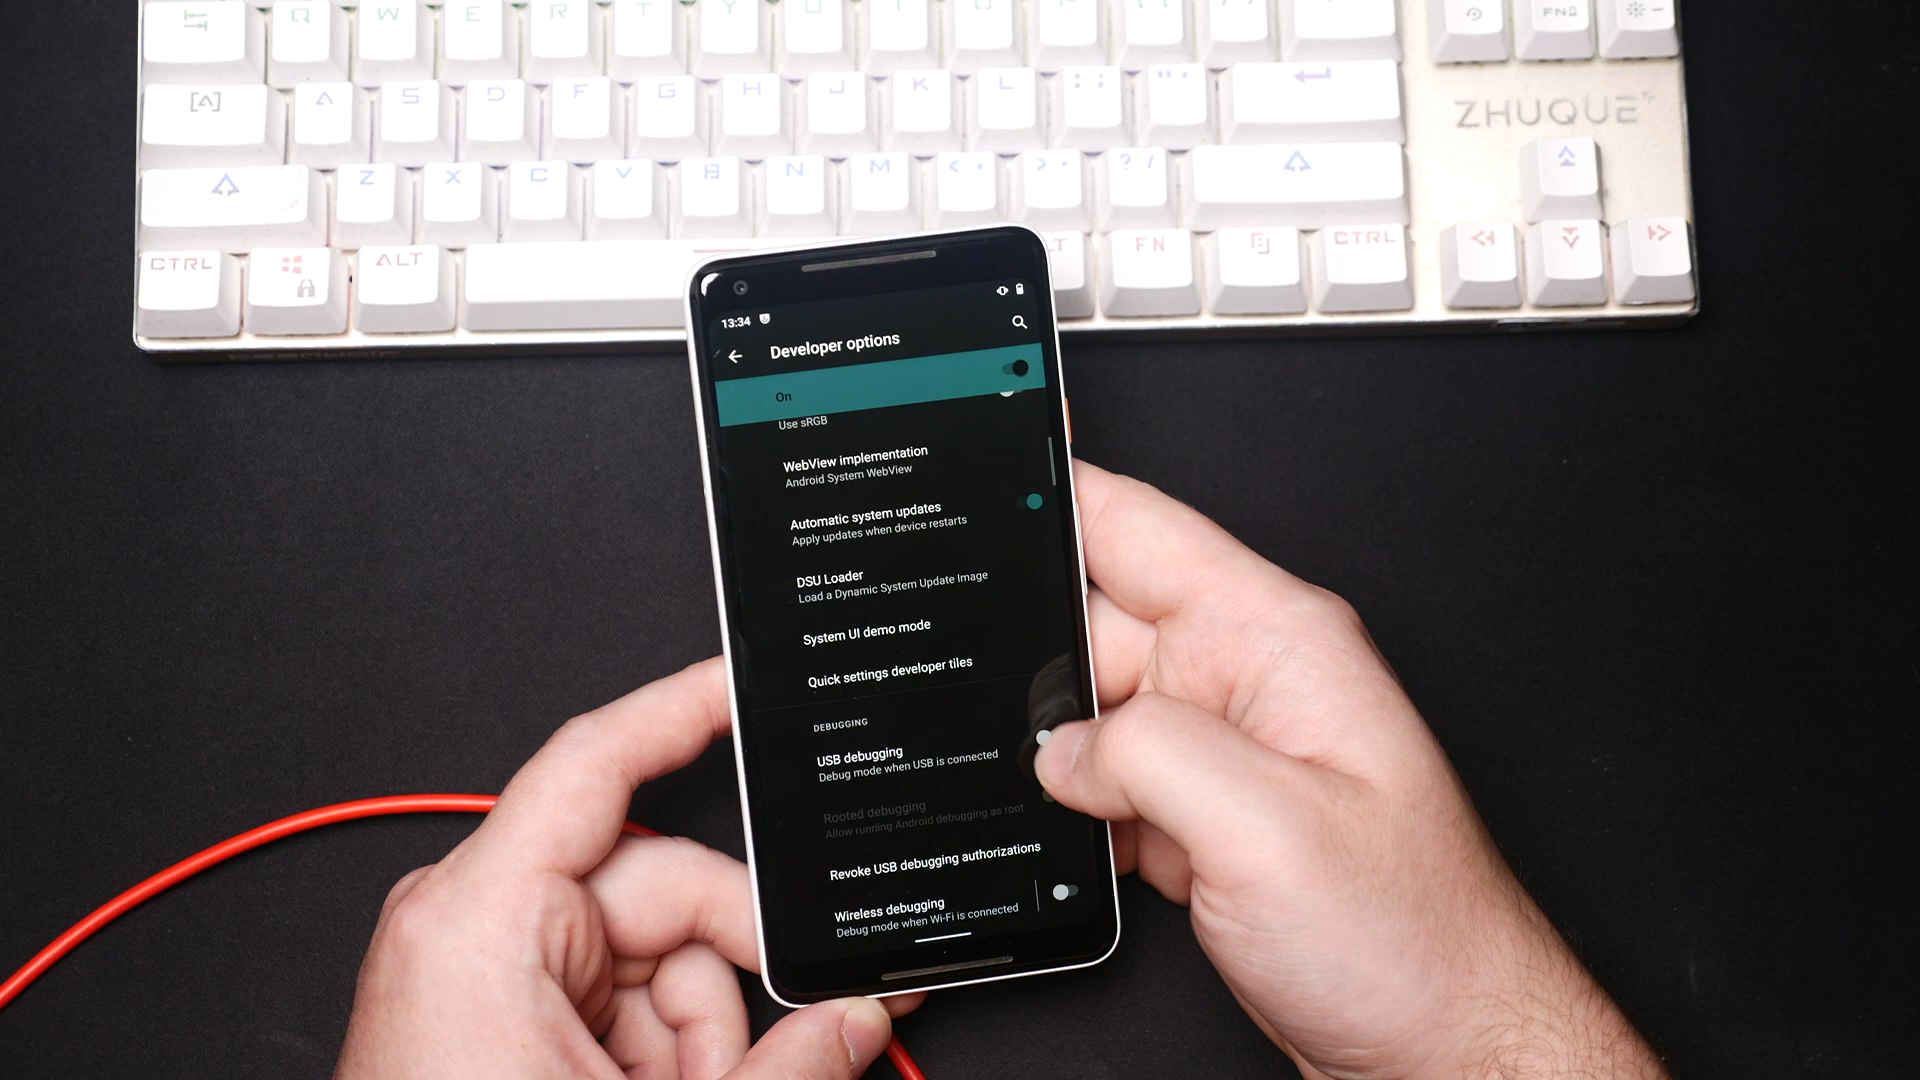 Q W E R T Y U I
A S D F G H J K L : ; " '
ZHUQUE
Z X C V B N M < , > . ? /
CTRL ALT FN CTRL
13:34
Developer options
On
Use sRGB
WebView implementation
Android System WebView
Automatic system updates
Apply updates when device restarts
DSU Loader
Load a Dynamic System Update Image
System UI demo mode
Quick settings developer tiles
DEBUGGING
USB debugging
Debug mode when USB is connected
Rooted debugging
Allow running Android debugging as root
Revoke USB debugging authorizations
Wireless debugging
Debug mode when Wi-Fi is connected